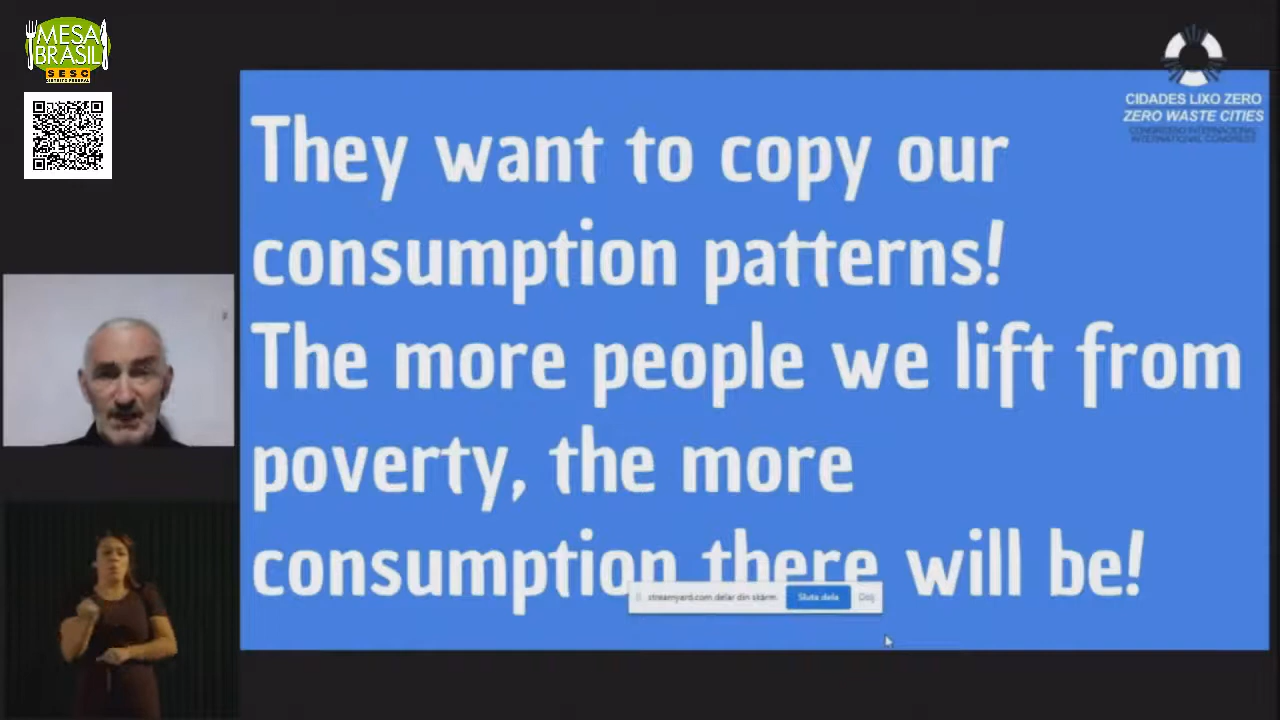 MESA
BRASIL
SESC
DISTRITO FEDERAL
CIDADES LIXO ZERO
ZERO WASTE CITIES
CONGRESSO INTERNACIONAL
INTERNATIONAL CONGRESS
They want to copy our
consumption patterns!
The more people we lift from
poverty, the more
consumption there will be!
streamyard.com delar din skärm.
Sluta dela
Dölj